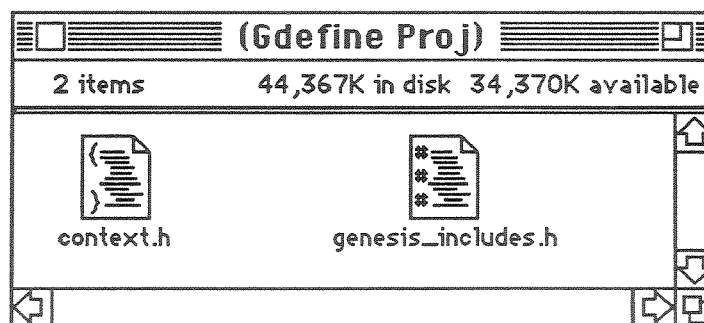 (Gdefine Proj)
2 items 44,367K in disk 34,370K available
context.h genesis_includes.h